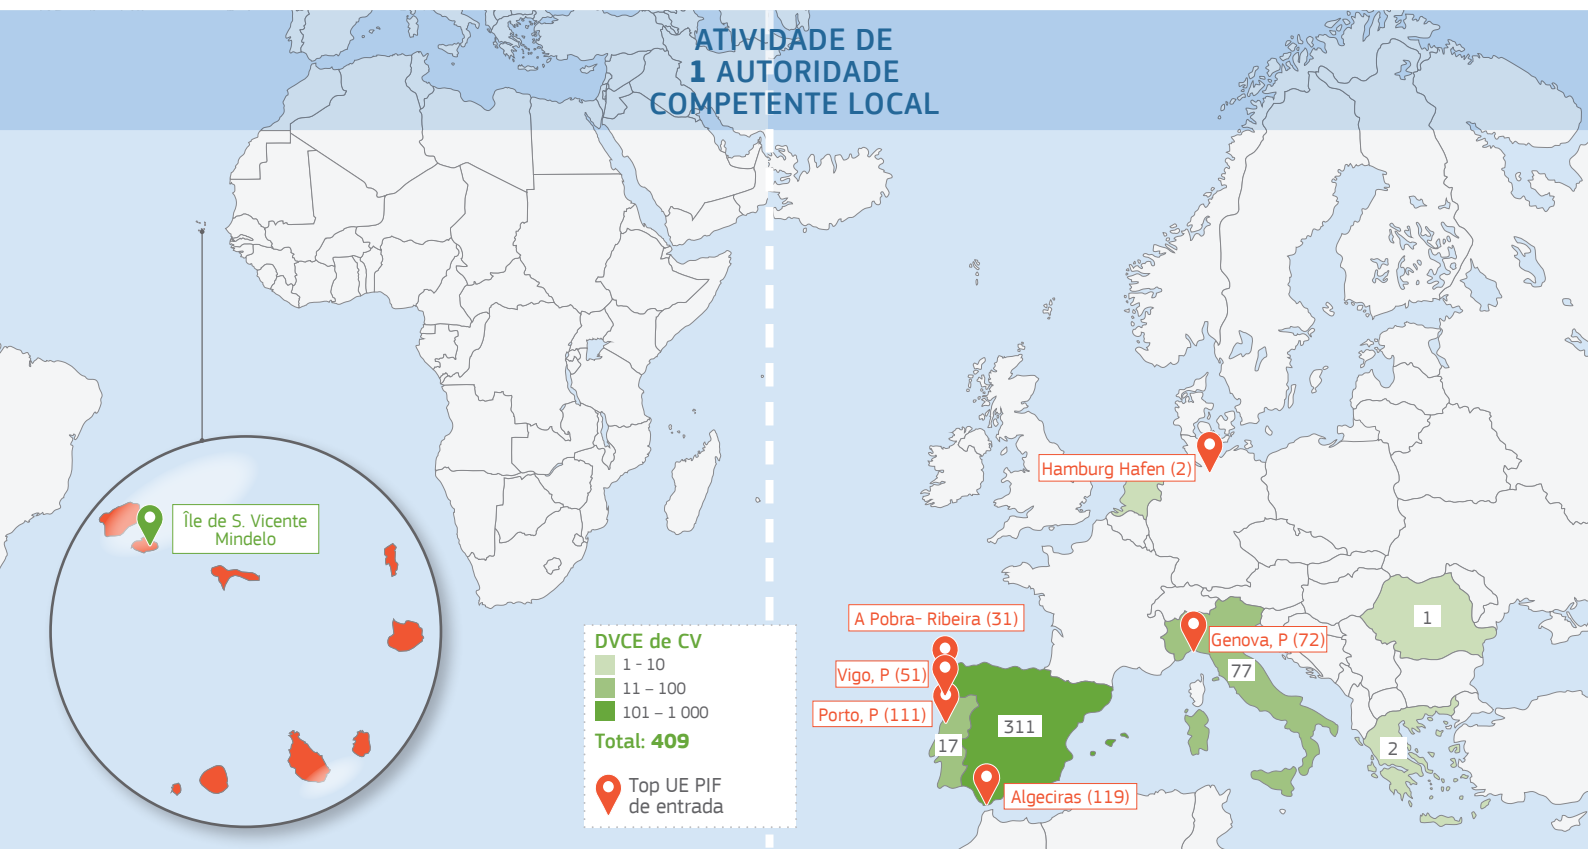 ATIVIDADE DE
1 AUTORIDADE
COMPETENTE LOCAL
Île de S. Vicente
Mindelo
DVCE de CV
1 - 10
11 – 100
101 – 1 000
Total: 409
Top UE PIF
de entrada
Hamburg Hafen (2)
A Pobra- Ribeira (31)
Vigo, P (51)
Porto, P (111)
Algeciras (119)
Genova, P (72)
17
311
77
1
2